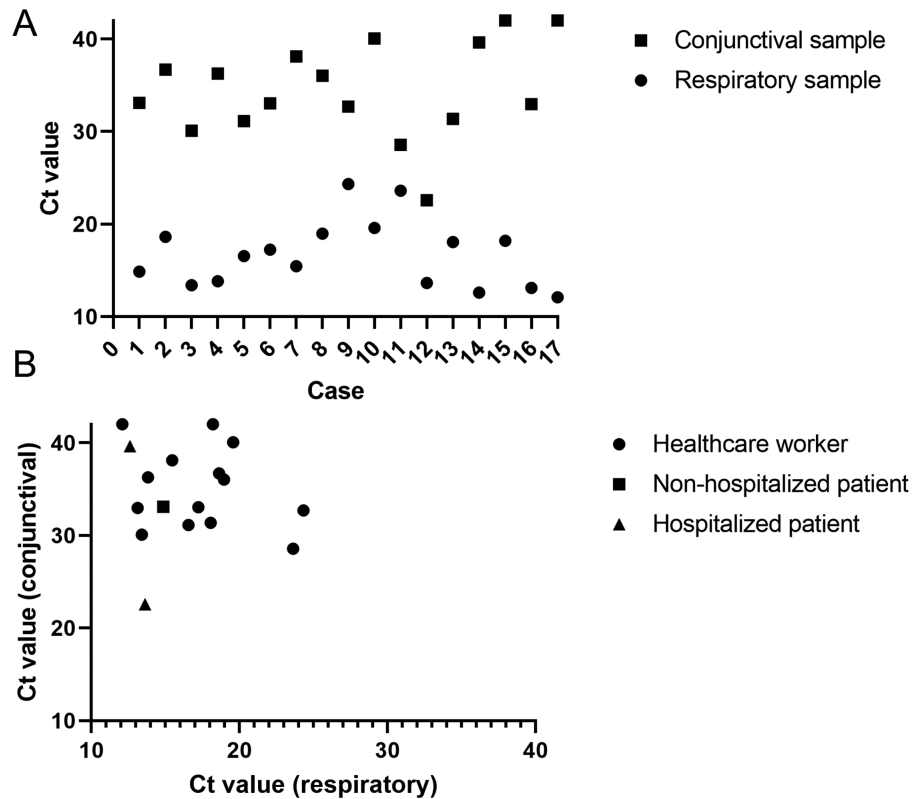 A
40
30
20
10
Ct value
0 1 2 3 4 5 6 7 8 9 10 11 12 13 14 15 16 17
Case
Conjunctival sample
Respiratory sample
B
40
30
20
10
Ct value (conjunctival)
10 20 30 40
Ct value (respiratory)
Healthcare worker
Non-hospitalized patient
Hospitalized patient